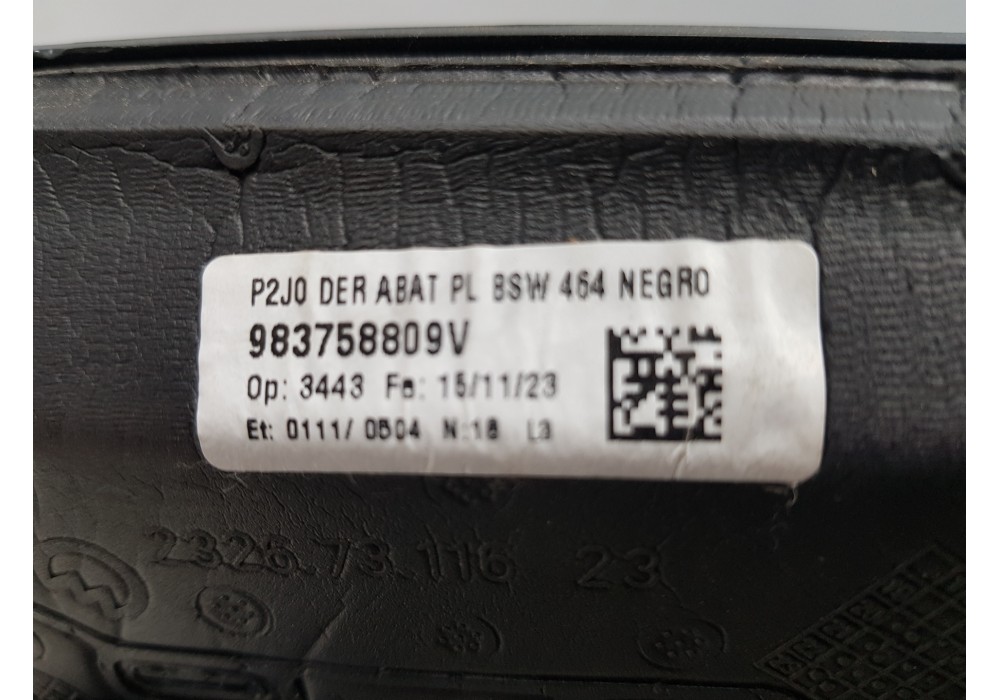 P2J0 DER ABAT PL BSW 464 NEGRO
983758809V
Op: 3443 Fe: 15/11/23
Et: 0111/ 0504 N:18 L3
2326.73.116 23